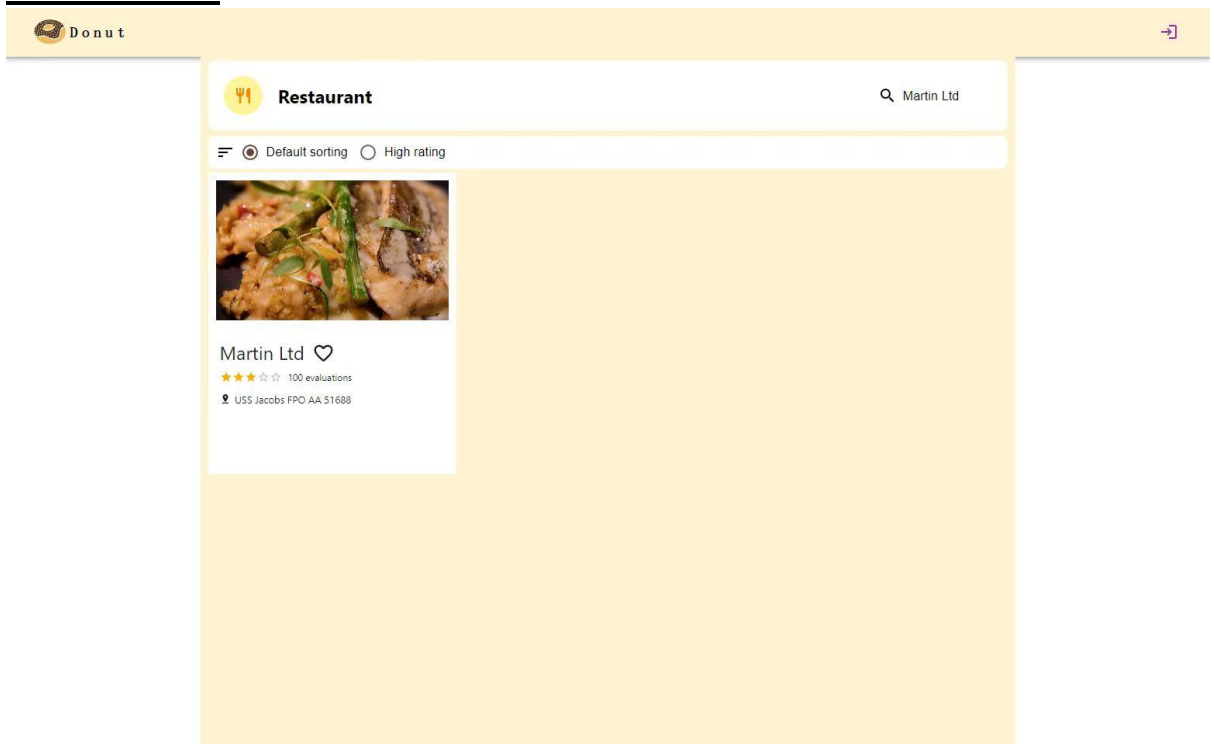 Donut
Restaurant
Martin Ltd
Default sorting High rating
Martin Ltd
100 evaluations
USS Jacobs FPO AA 51688